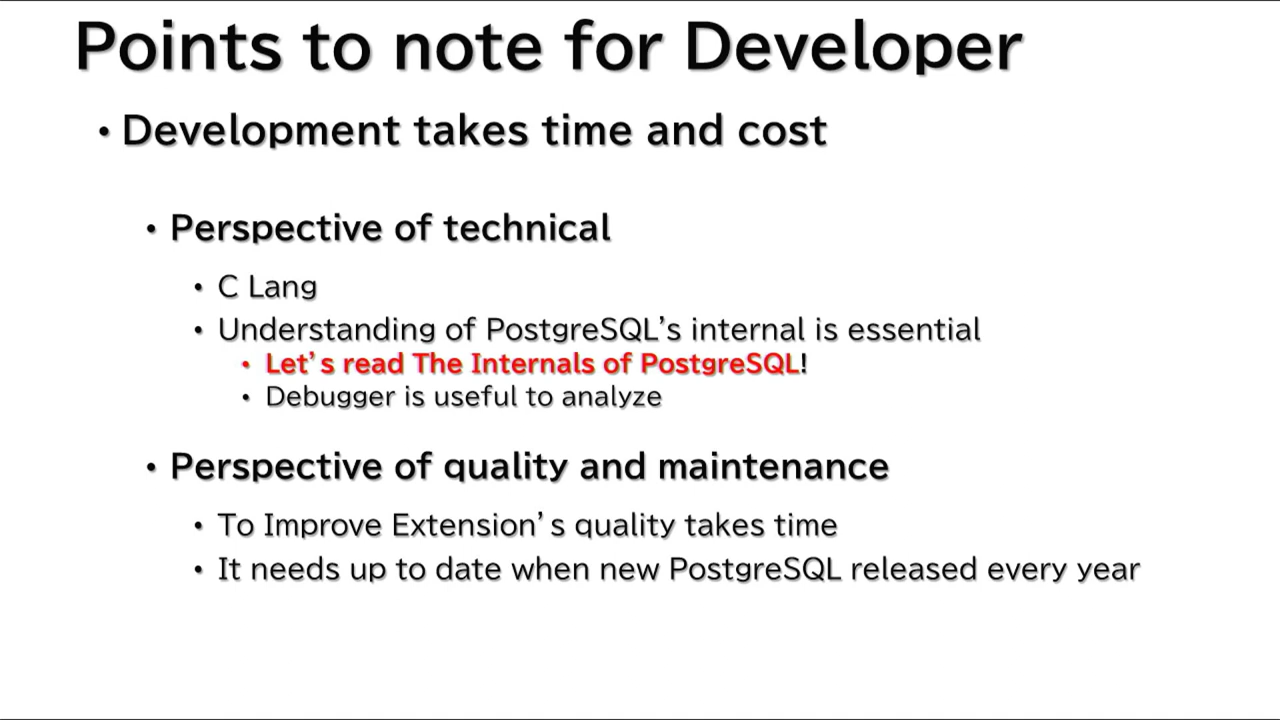 Points to note for Developer
• Development takes time and cost
• Perspective of technical
• C Lang
• Understanding of PostgreSQL's internal is essential
• Let's read The Internals of PostgreSQL!
• Debugger is useful to analyze
• Perspective of quality and maintenance
• To Improve Extension's quality takes time
• It needs up to date when new PostgreSQL released every year